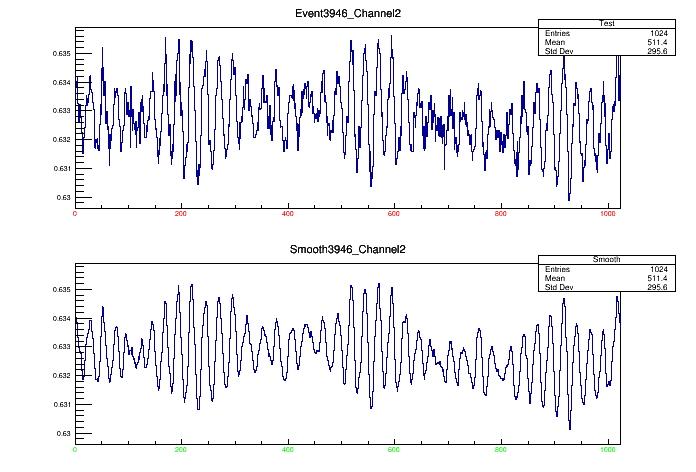 Event3946_Channel2
Test
Entries 1024
Mean 511.4
Std Dev 295.6
0.635
0.634
0.633
0.632
0.631
0.63
0 200 400 600 800 1000
Smooth3946_Channel2
Smooth
Entries 1024
Mean 511.4
Std Dev 295.6
0.635
0.634
0.633
0.632
0.631
0.63
0 200 400 600 800 1000